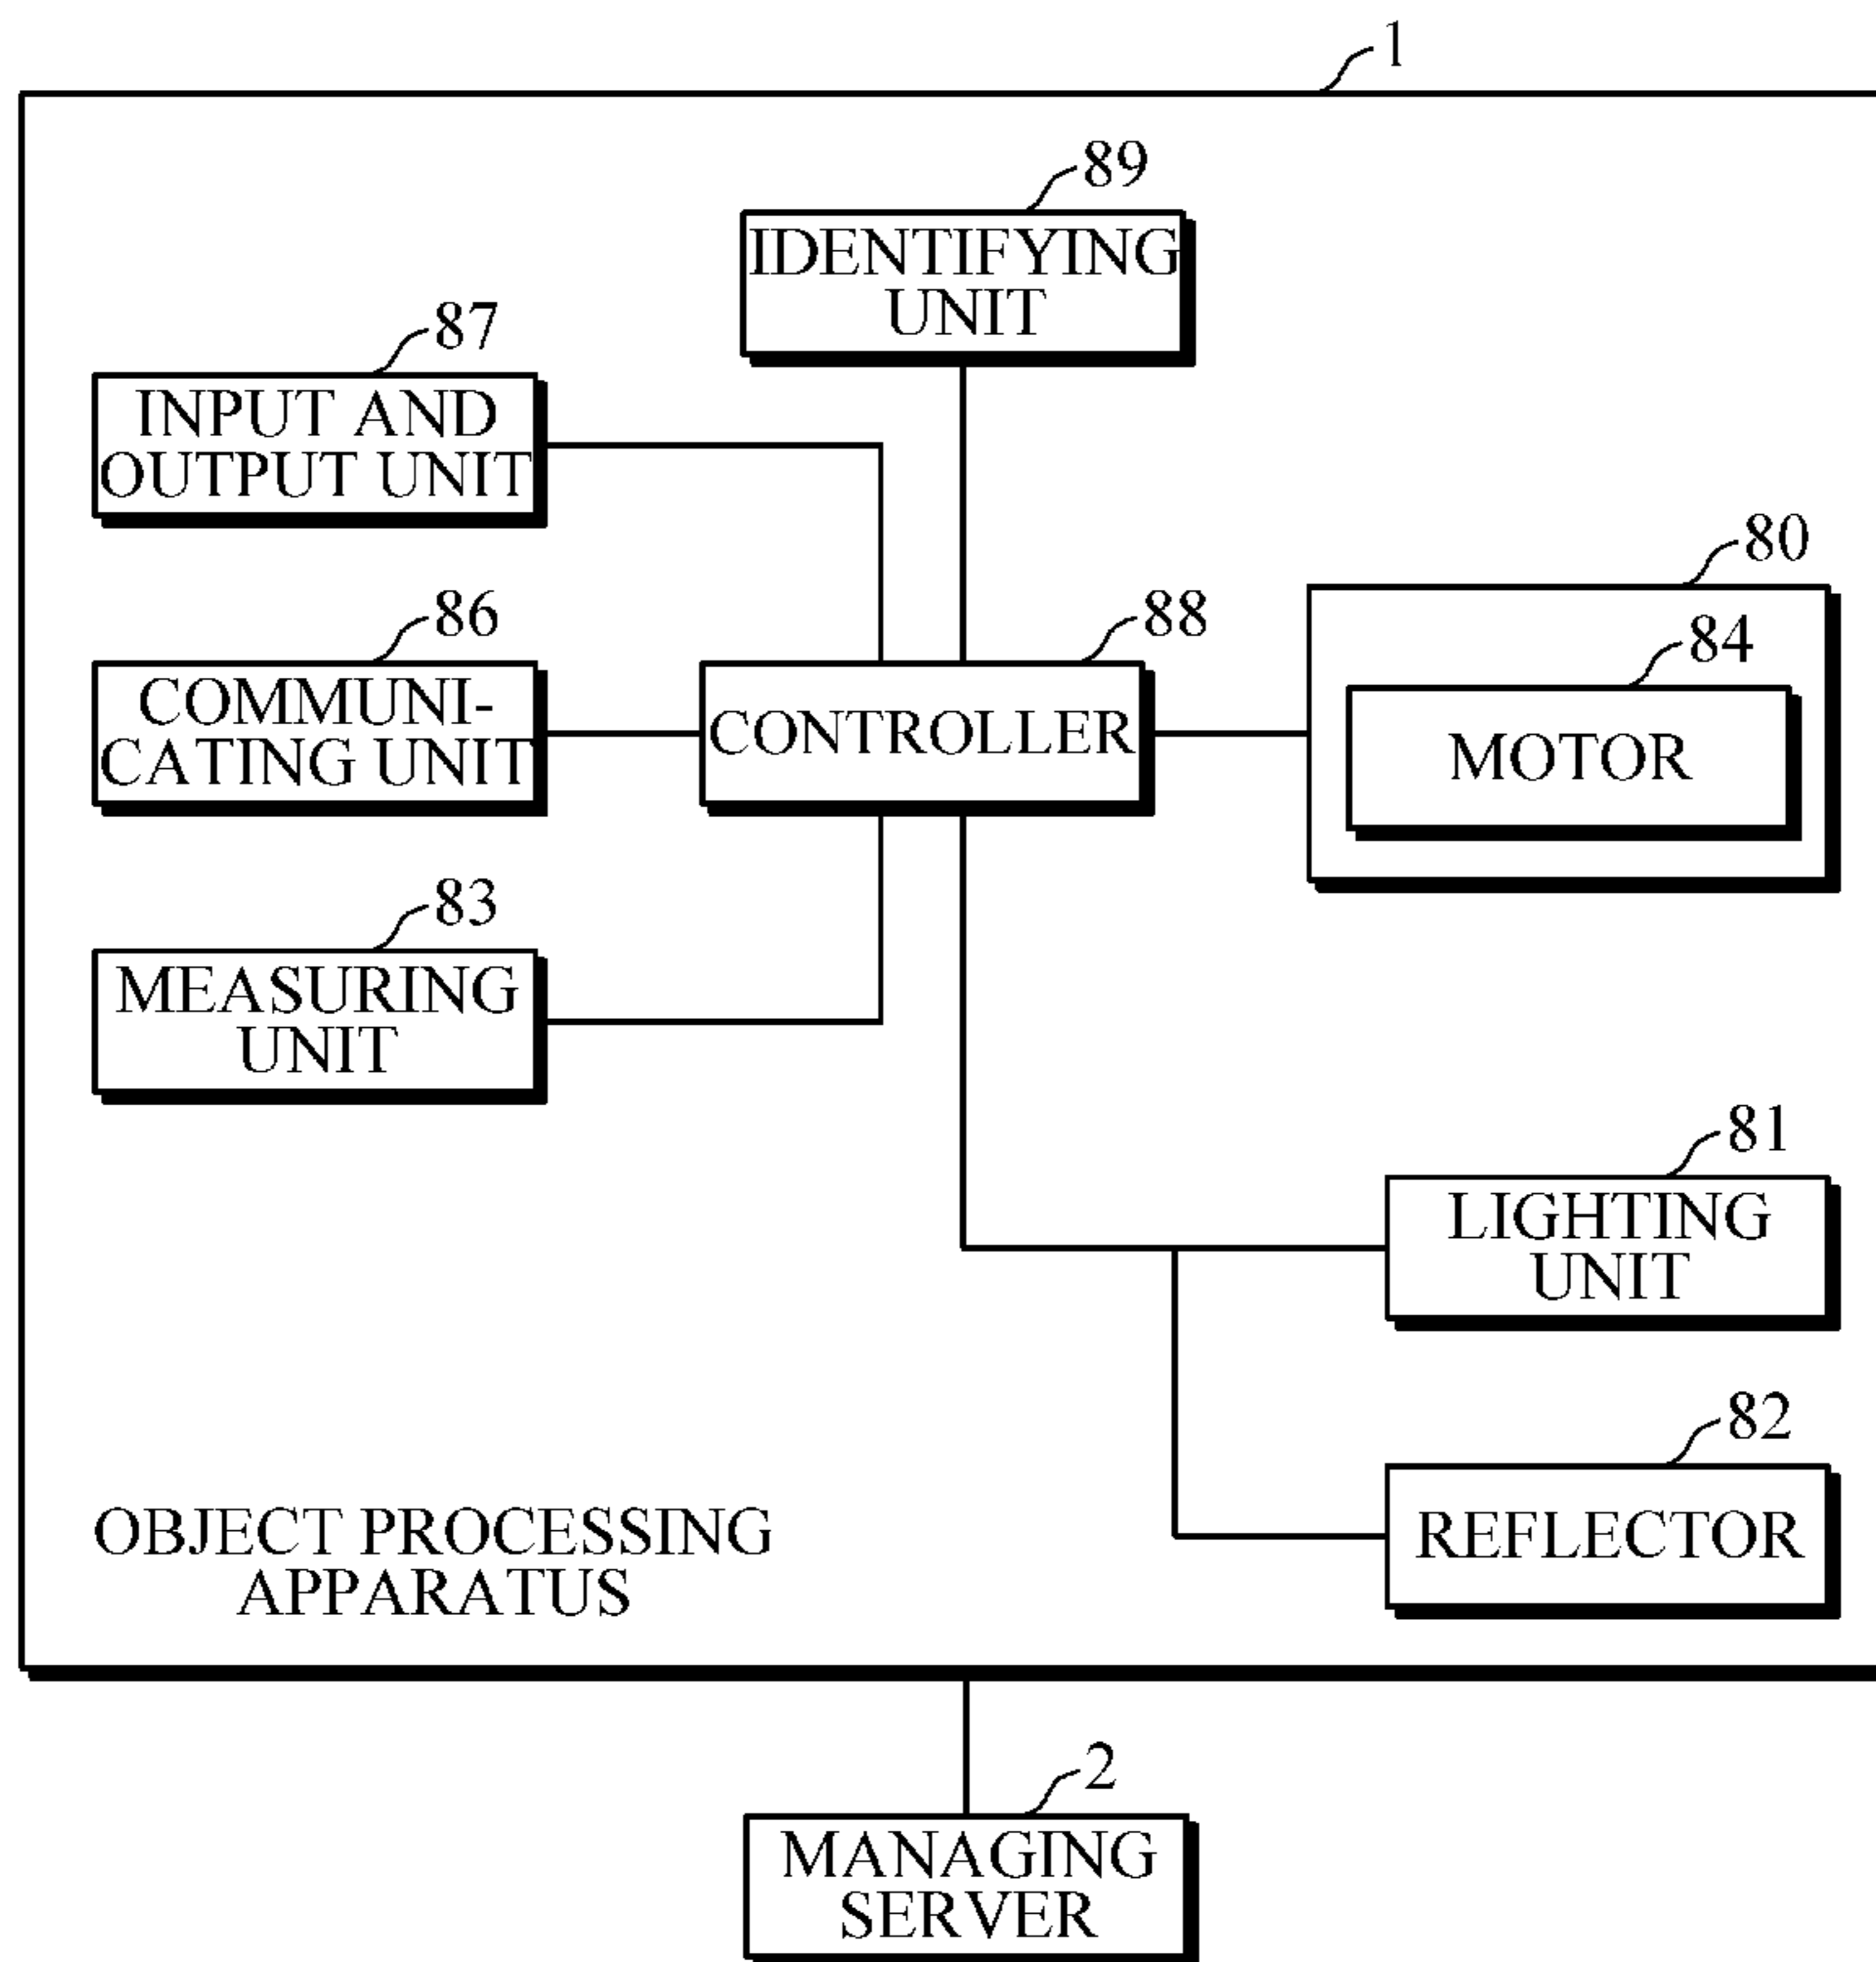 1
89
IDENTIFYING
UNIT
87
INPUT AND
OUTPUT UNIT
80
86
COMMUNI-
CATING UNIT
88
CONTROLLER
84
MOTOR
83
MEASURING
UNIT
81
LIGHTING
UNIT
82
REFLECTOR
OBJECT PROCESSING
APPARATUS
2
MANAGING
SERVER